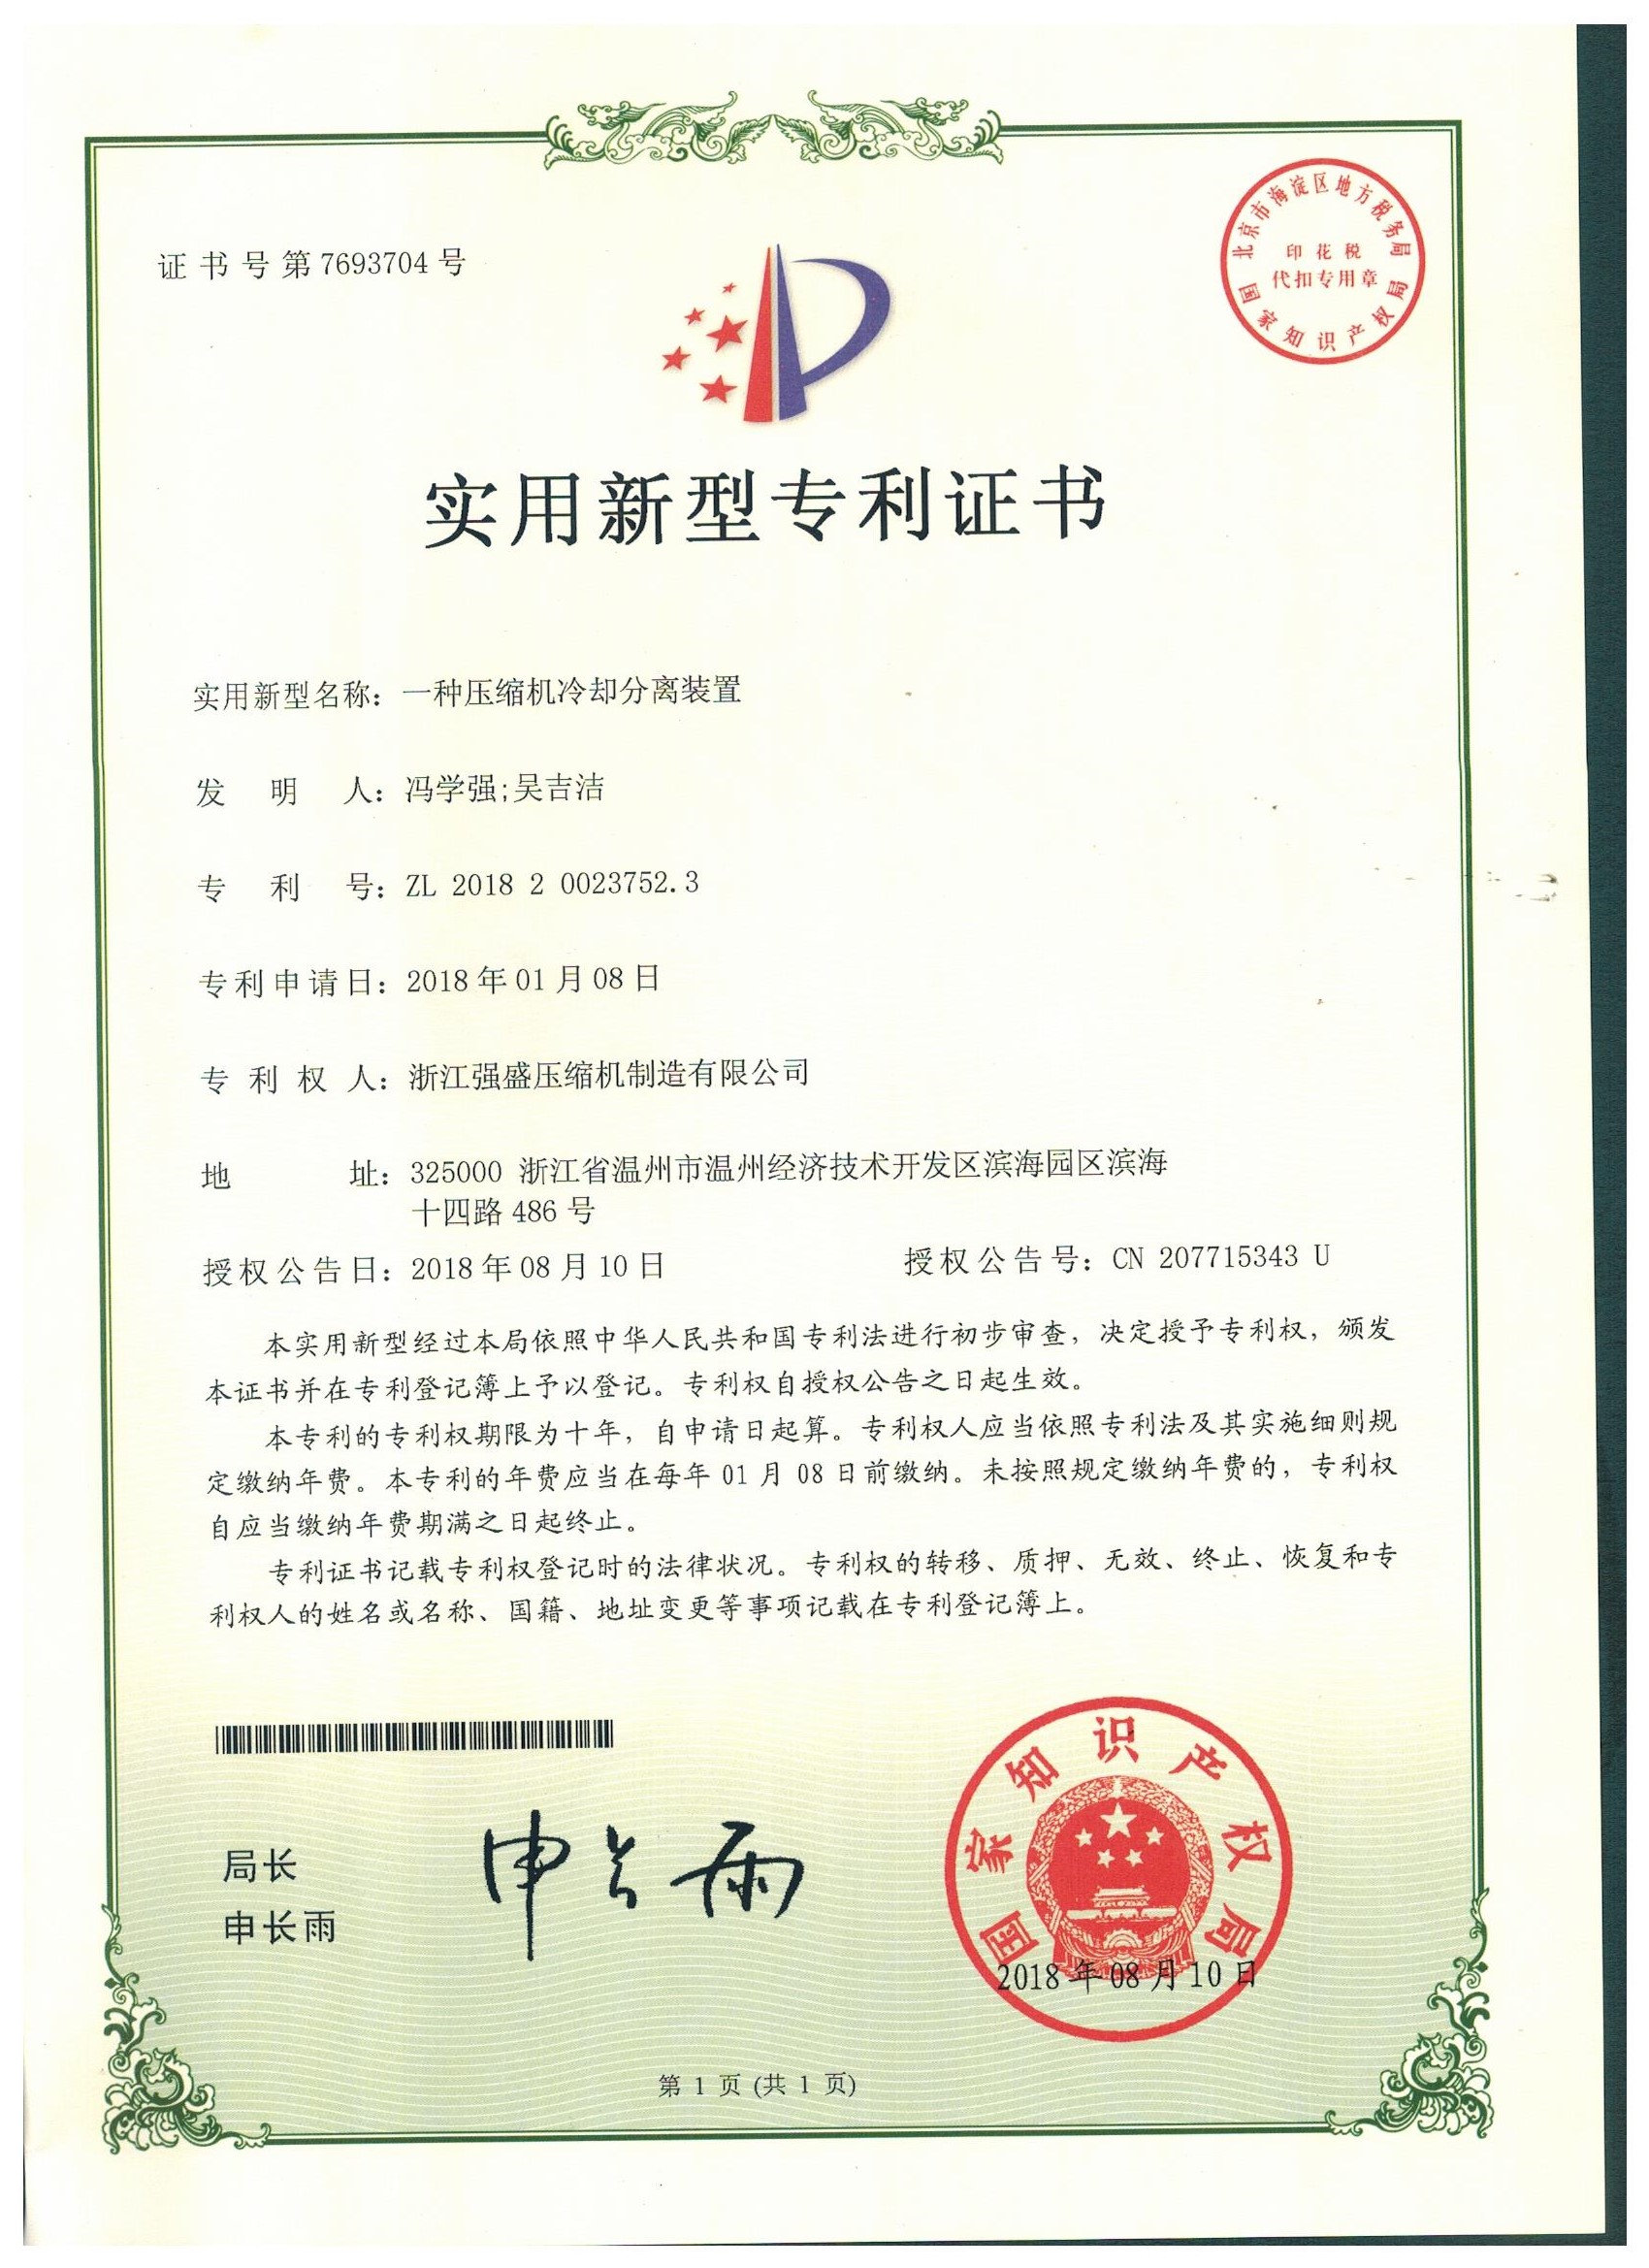 证书号第7693704号
北京市海淀区地方税务局
印花税
代扣专用章
国家知识产权局
实用新型专利证书
实用新型名称：一种压缩机冷却分离装置
发明人：冯学强;吴吉洁
专利号：ZL 2018 2 0023752.3
专利申请日：2018年01月08日
专利权人：浙江强盛压缩机制造有限公司
地址：325000 浙江省温州市温州经济技术开发区滨海园区滨海
十四路486号
授权公告日：2018年08月10日 授权公告号：CN 207715343 U
本实用新型经过本局依照中华人民共和国专利法进行初步审查，决定授予专利权，颁发
本证书并在专利登记簿上予以登记。专利权自授权公告之日起生效。
本专利的专利权期限为十年，自申请日起算。专利权人应当依照专利法及其实施细则规
定缴纳年费。本专利的年费应当在每年01月08日前缴纳。未按照规定缴纳年费的，专利权
自应当缴纳年费期满之日起终止。
专利证书记载专利权登记时的法律状况。专利权的转移、质押、无效、终止、恢复和专
利权人的姓名或名称、国籍、地址变更等事项记载在专利登记簿上。
局长
申长雨
申长雨
国家知识产权局
2018年08月10日
第 1 页 (共 1 页)